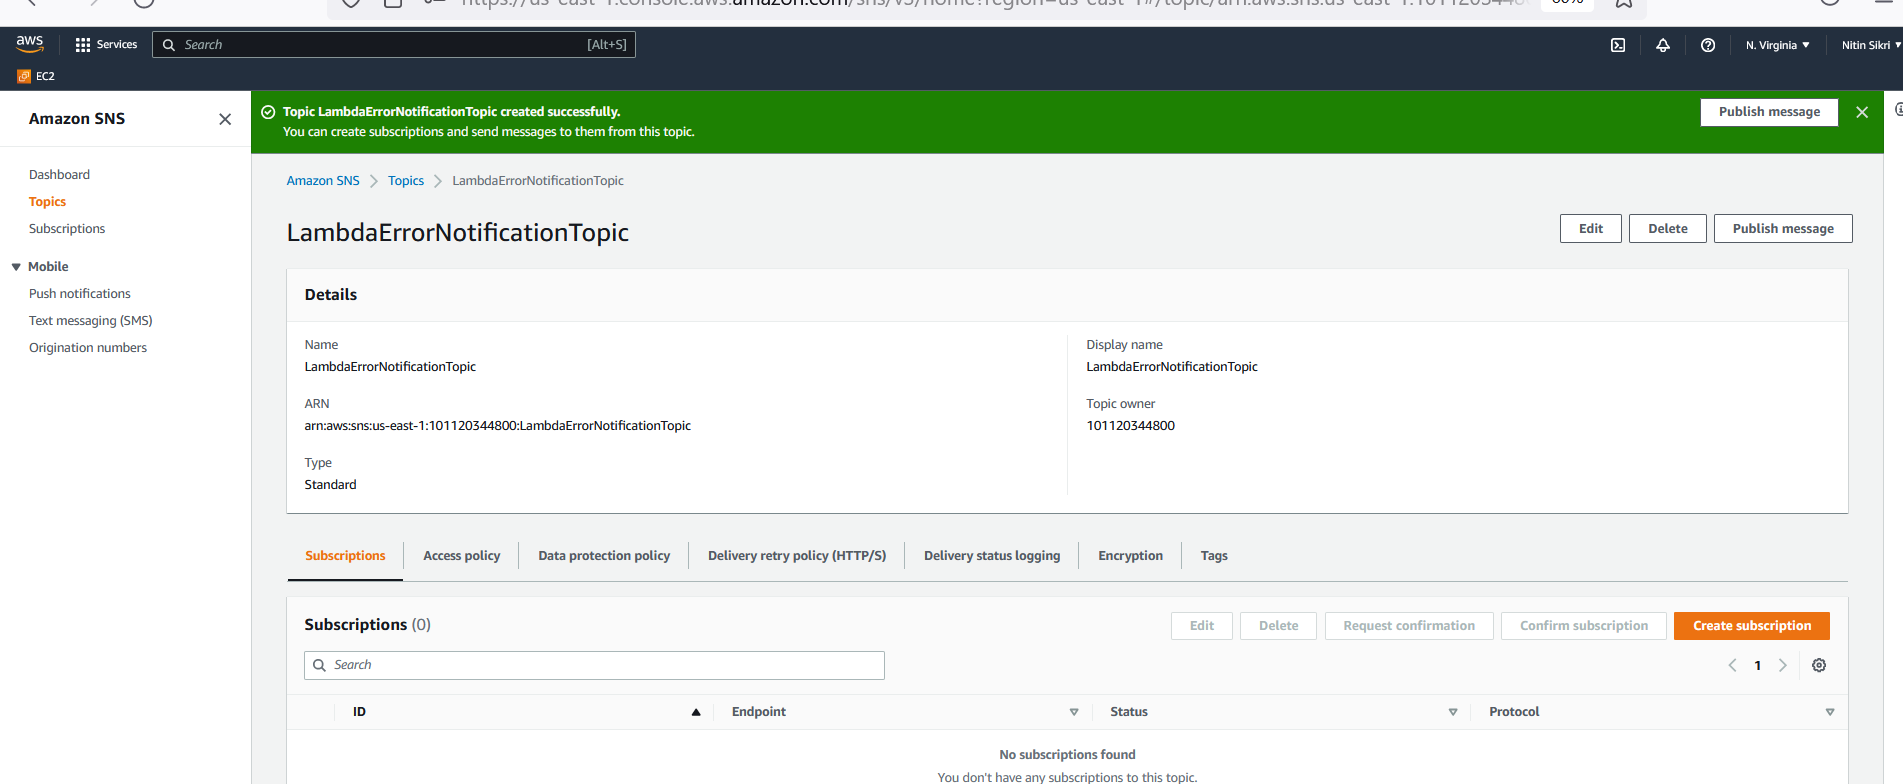 aws
Services
Search
[Alt+S]
N. Virginia
Nitin Sikri
EC2
Amazon SNS
Dashboard
Topics
Subscriptions
Mobile
Push notifications
Text messaging (SMS)
Origination numbers
Topic LambdaErrorNotificationTopic created successfully.
You can create subscriptions and send messages to them from this topic.
Publish message
Amazon SNS
Topics
LambdaErrorNotificationTopic
LambdaErrorNotificationTopic
Edit
Delete
Publish message
Details
Name
LambdaErrorNotificationTopic
ARN
arn:aws:sns:us-east-1:101120344800:LambdaErrorNotificationTopic
Type
Standard
Display name
LambdaErrorNotificationTopic
Topic owner
101120344800
Subscriptions
Access policy
Data protection policy
Delivery retry policy (HTTP/S)
Delivery status logging
Encryption
Tags
Subscriptions (0)
Edit
Delete
Request confirmation
Confirm subscription
Create subscription
Search
1
ID
Endpoint
Status
Protocol
No subscriptions found
You don't have any subscriptions to this topic.